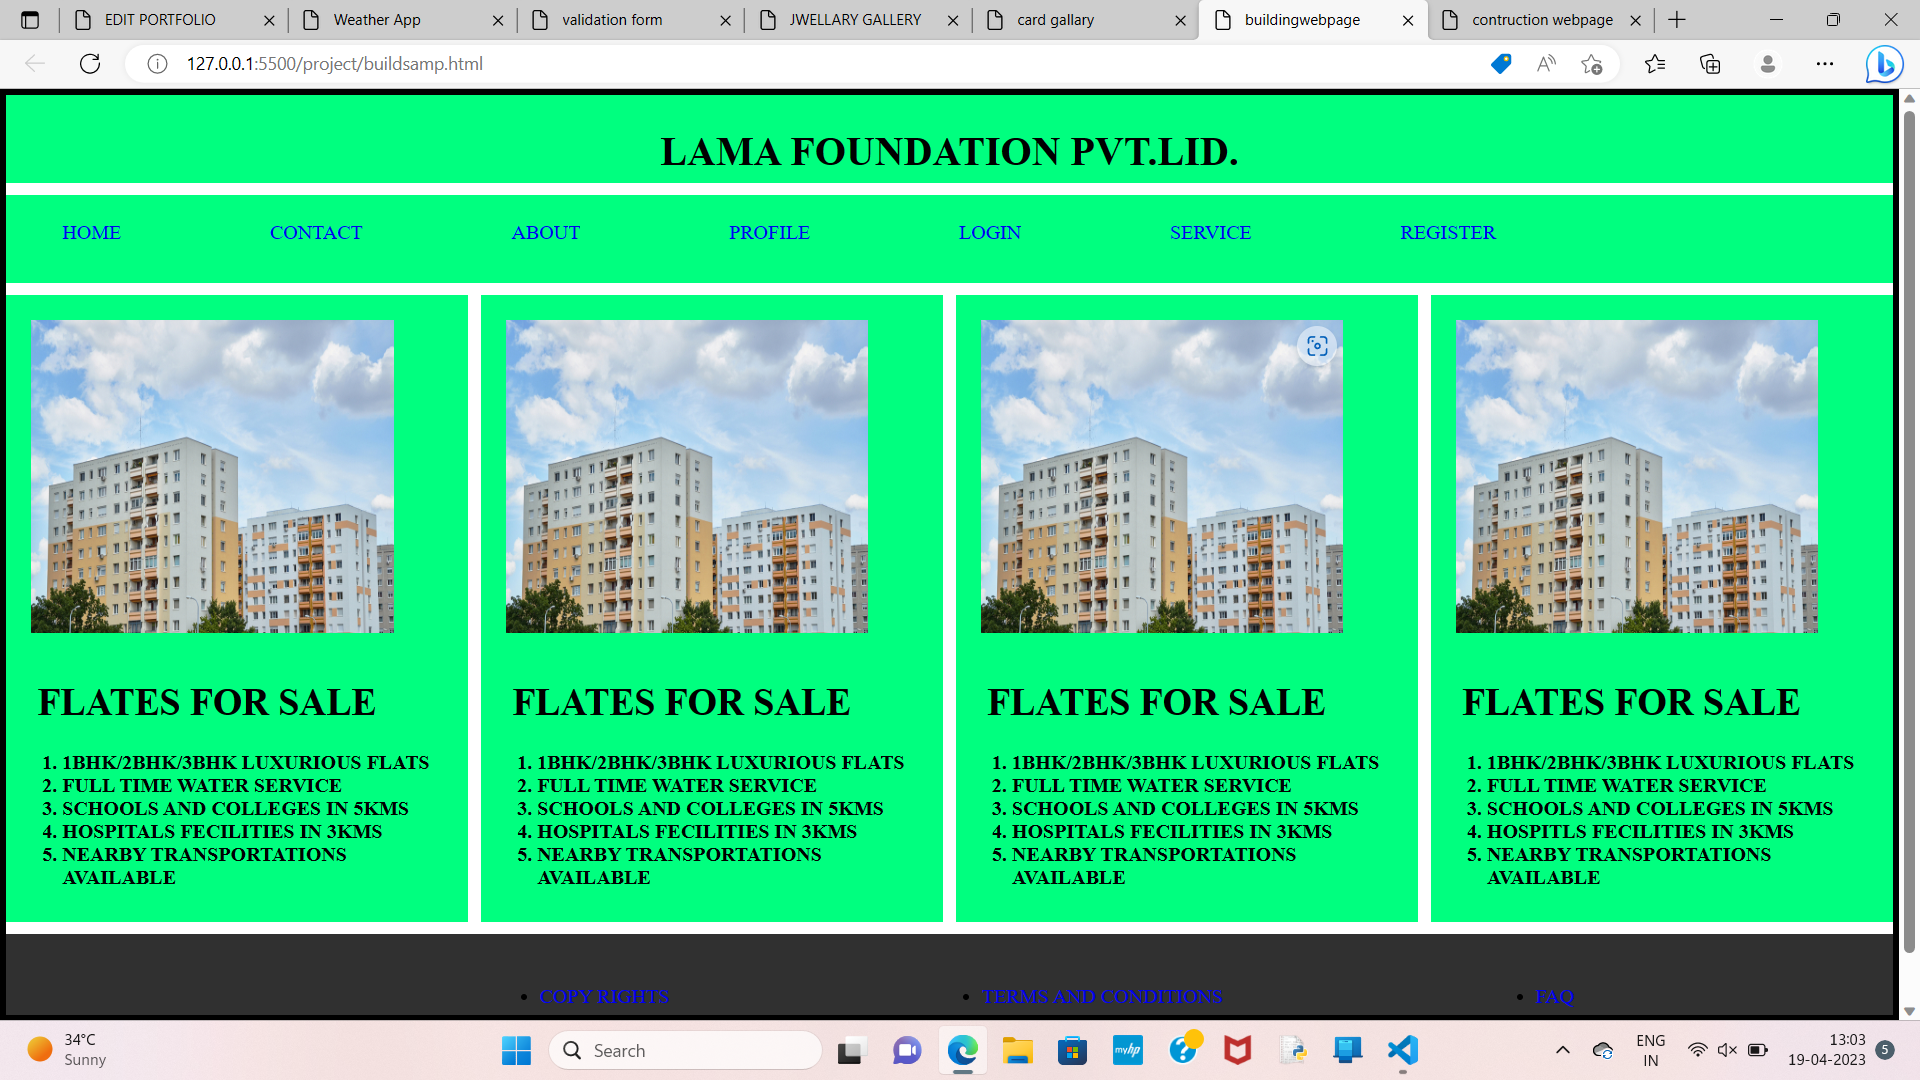 EDIT PORTFOLIO
Weather App
validation form
JWELLARY GALLERY
card gallary
buildingwebpage
contruction webpage
127.0.0.1:5500/project/buildsamp.html
LAMA FOUNDATION PVT.LID.
HOME CONTACT ABOUT PROFILE LOGIN SERVICE REGISTER
FLATES FOR SALE
1. 1BHK/2BHK/3BHK LUXURIOUS FLATS
2. FULL TIME WATER SERVICE
3. SCHOOLS AND COLLEGES IN 5KMS
4. HOSPITALS FECILITIES IN 3KMS
5. NEARBY TRANSPORTATIONS
AVAILABLE
FLATES FOR SALE
1. 1BHK/2BHK/3BHK LUXURIOUS FLATS
2. FULL TIME WATER SERVICE
3. SCHOOLS AND COLLEGES IN 5KMS
4. HOSPITALS FECILITIES IN 3KMS
5. NEARBY TRANSPORTATIONS
AVAILABLE
FLATES FOR SALE
1. 1BHK/2BHK/3BHK LUXURIOUS FLATS
2. FULL TIME WATER SERVICE
3. SCHOOLS AND COLLEGES IN 5KMS
4. HOSPITALS FECILITIES IN 3KMS
5. NEARBY TRANSPORTATIONS
AVAILABLE
FLATES FOR SALE
1. 1BHK/2BHK/3BHK LUXURIOUS FLATS
2. FULL TIME WATER SERVICE
3. SCHOOLS AND COLLEGES IN 5KMS
4. HOSPITLS FECILITIES IN 3KMS
5. NEARBY TRANSPORTATIONS
AVAILABLE
• COPY RIGHTS
• TERMS AND CONDITIONS
• FAQ
34°C
Sunny
Search
myhp
ENG
IN
13:03
19-04-2023
5